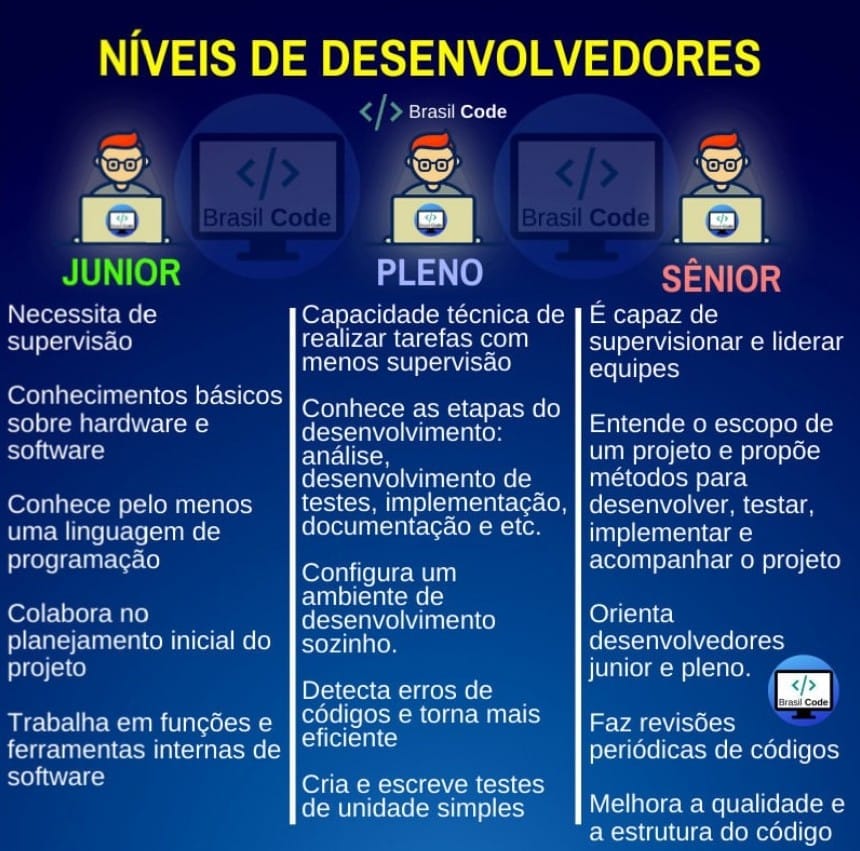 NÍVEIS DE DESENVOLVEDORES
</> Brasil Code
</>
Brasil Code
</>
Brasil Code
JUNIOR
Necessita de
supervisão
Conhecimentos básicos
sobre hardware e
software
Conhece pelo menos
uma linguagem de
programação
Colabora no
planejamento inicial do
projeto
Trabalha em funções e
ferramentas internas de
software
PLENO
Capacidade técnica de
realizar tarefas com
menos supervisão
Conhece as etapas do
desenvolvimento:
análise,
desenvolvimento de
testes, implementação,
documentação e etc.
Configura um
ambiente de
desenvolvimento
sozinho.
Detecta erros de
códigos e torna mais
eficiente
Cria e escreve testes
de unidade simples
SÊNIOR
É capaz de
supervisionar e liderar
equipes
Entende o escopo de
um projeto e propõe
métodos para
desenvolver, testar,
implementar e
acompanhar o projeto
Orienta
desenvolvedores
junior e pleno.
Faz revisões
periódicas de códigos
Melhora a qualidade e
a estrutura do código
</>
Brasil Code